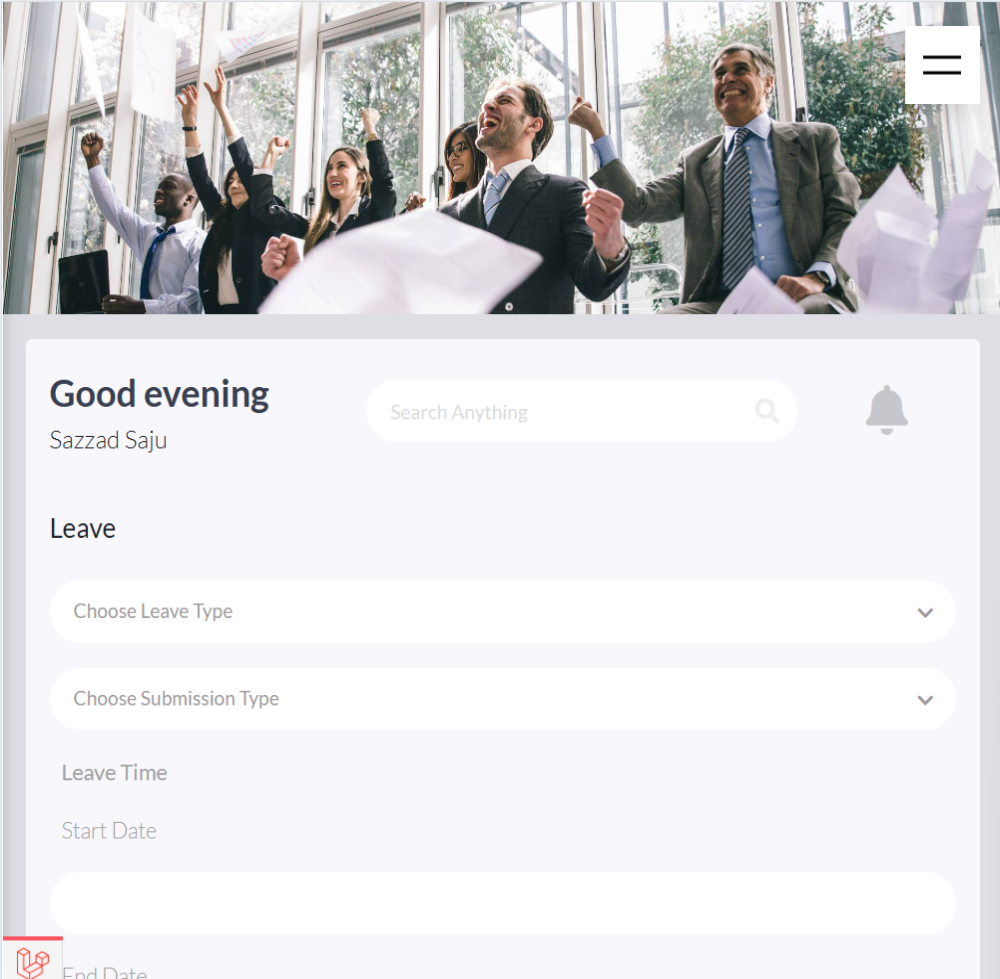 Good evening
Search Anything
Sazzad Saju
Leave
Choose Leave Type
Choose Submission Type
Leave Time
Start Date
End Date